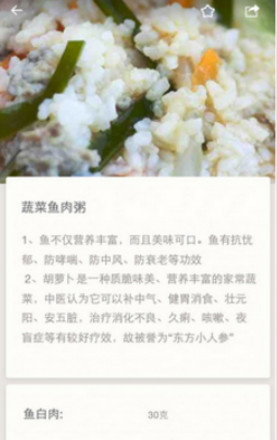 蔬菜鱼肉粥
1、鱼不仅营养丰富，而且美味可口。鱼有抗忧
郁、防哮喘、防中风、防衰老等功效
2、胡萝卜是一种质脆味美、营养丰富的家常蔬
菜，中医认为它可以补中气、健胃消食、壮元
阳、安五脏，治疗消化不良、久痢、咳嗽、夜
盲症等有较好疗效，故被誉为“东方小人参”
鱼白肉: 30克